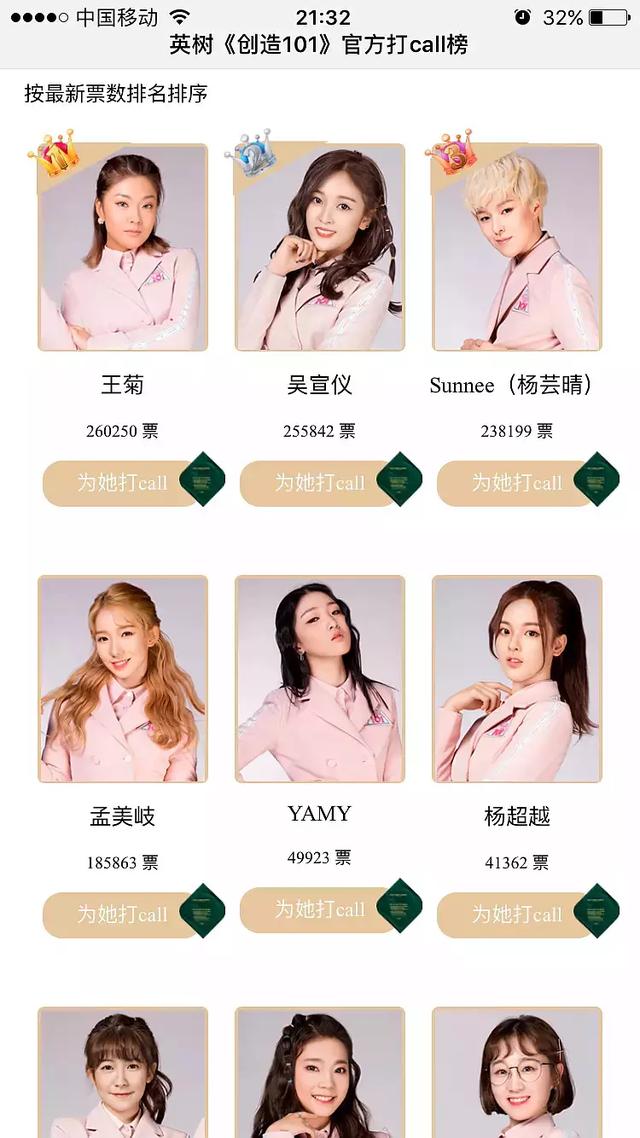 中国移动 21:32 32%
英树《创造101》官方打call榜
按最新票数排名排序
1 2 3
王菊 吴宣仪 Sunnee（杨芸晴）
260250 票 255842 票 238199 票
为她打call 为她打call 为她打call
孟美岐 YAMY 杨超越
185863 票 49923 票 41362 票
为她打call 为她打call 为她打call